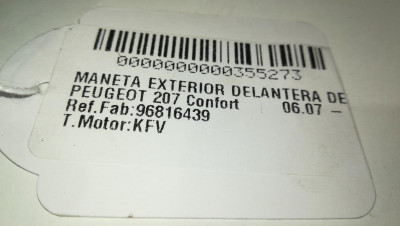 0000000000355273
MANETA EXTERIOR DELANTERA DE
PEUGEOT 207 Confort 06.07 –
Ref.Fab:96816439
T.Motor:KFV